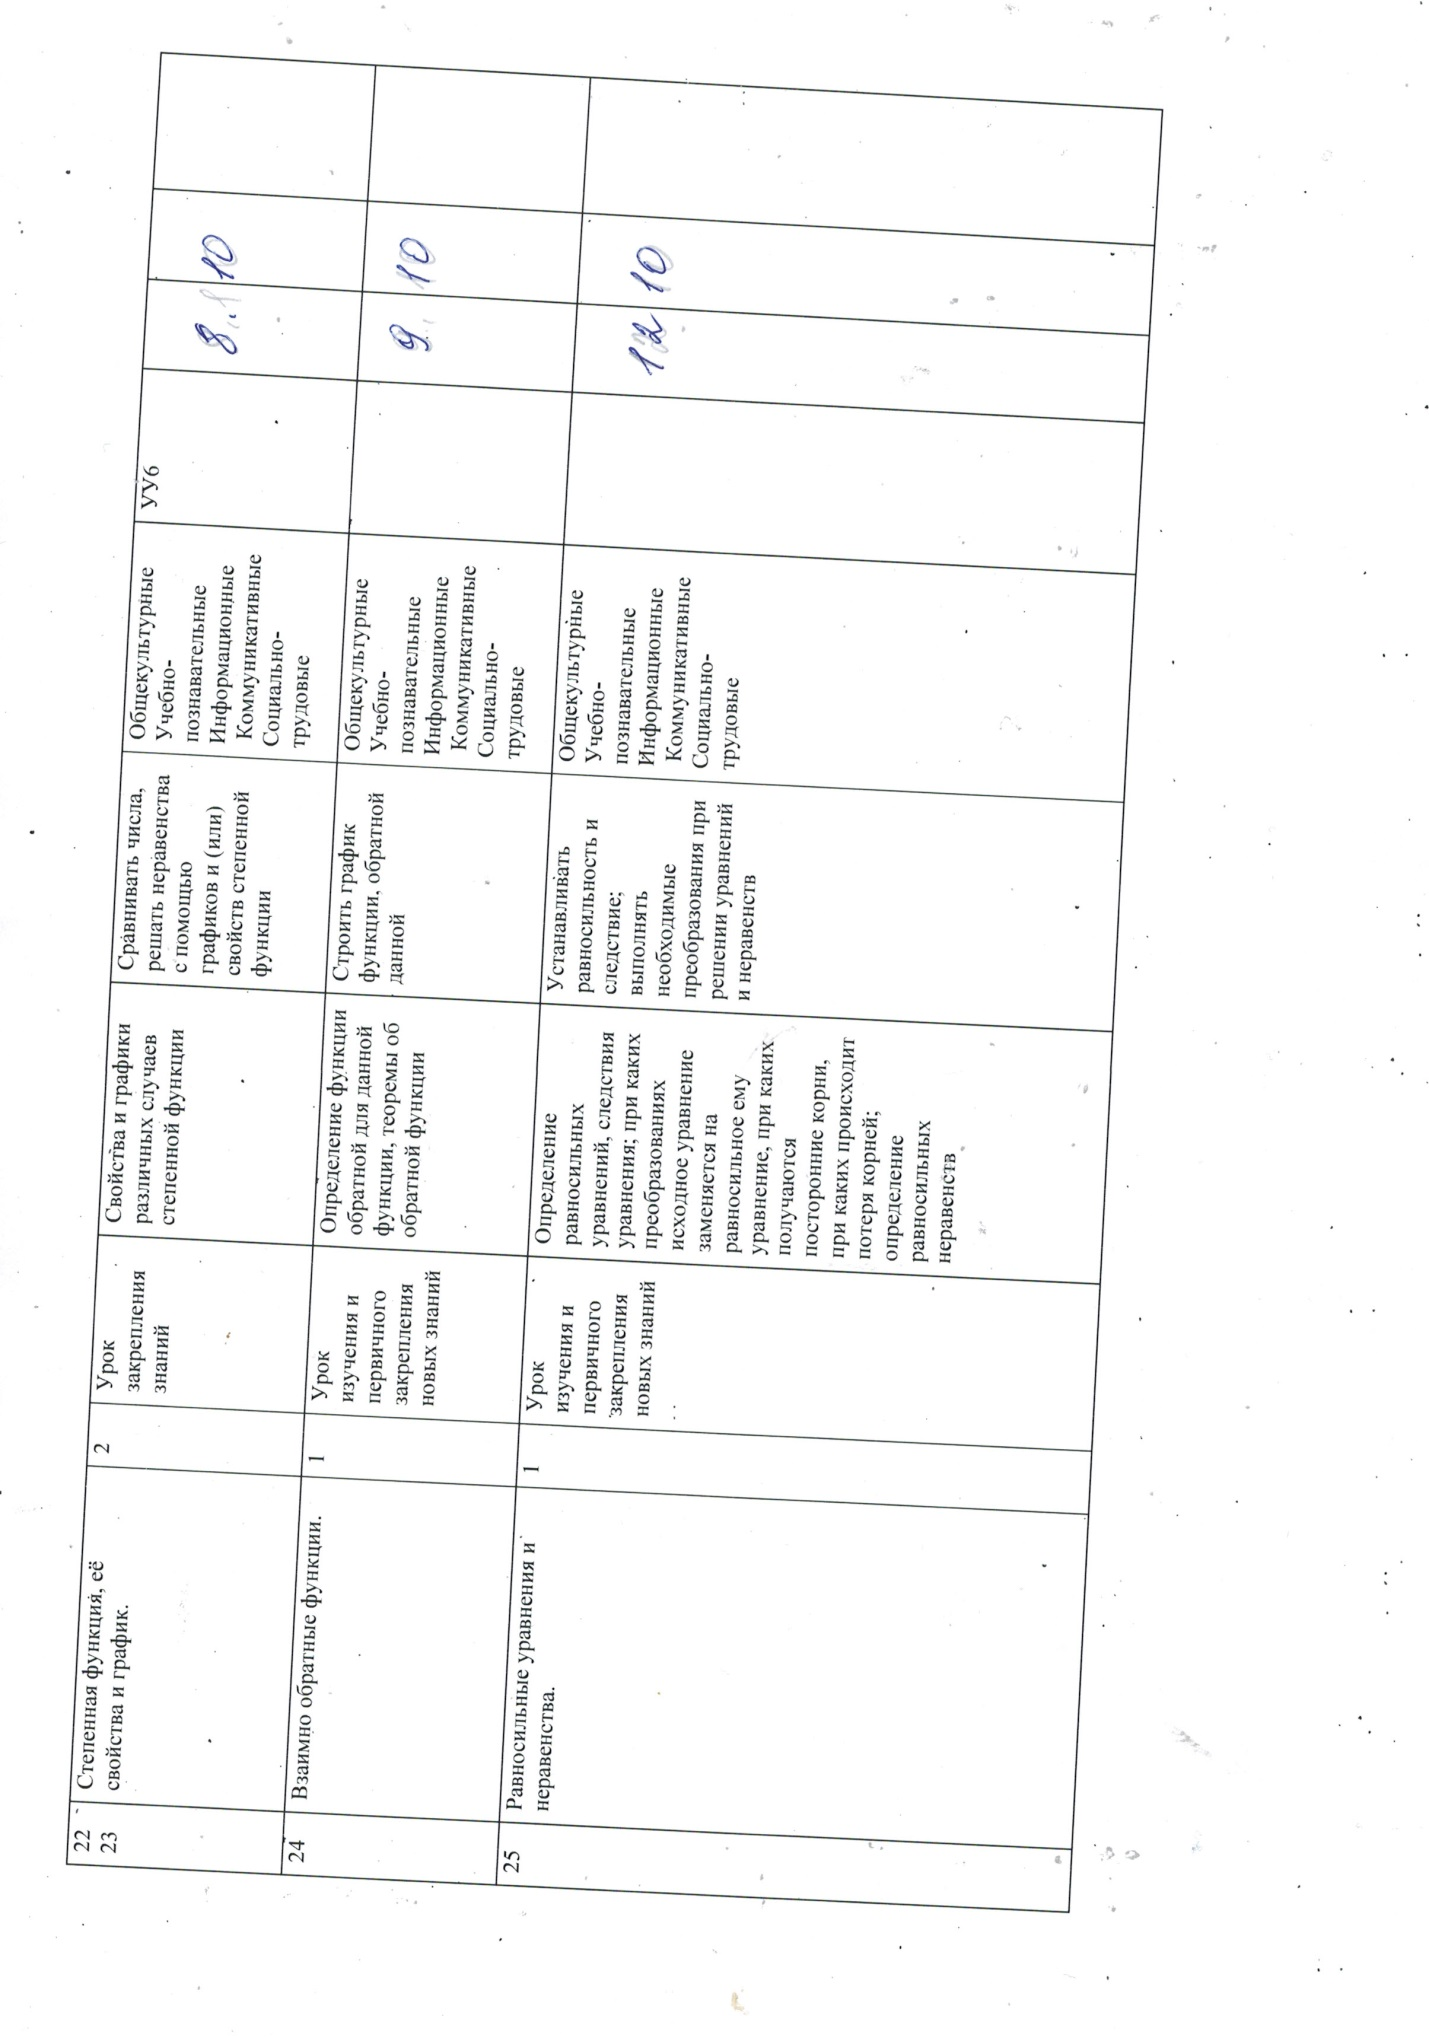 22
23
Степенная функция, её
свойства и график.
2
Урок
закрепления
знаний
Свойства и графики
различных случаев
степенной функции
Сравнивать числа,
решать неравенства
с помощью
графиков и (или)
свойств степенной
функции
Общекультурные
Учебно-
познавательные
Информационные
Коммуникативные
Социально-
трудовые
УУ6
8.
10
24
Взаимно обратные функции.
1
Урок
изучения и
первичного
закрепления
новых знаний
Определение функции
обратной для данной
функции, теоремы об
обратной функции
Строить график
функции, обратной
данной
Общекультурные
Учебно-
познавательные
Информационные
Коммуникативные
Социально-
трудовые
9.
10
25
Равносильные уравнения и
неравенства.
1
Урок
изучения и
первичного
закрепления
новых знаний
Определение
равносильных
уравнений, следствия
уравнения; при каких
преобразованиях
исходное уравнение
заменяется на
равносильное ему
уравнение, при каких
получаются
посторонние корни,
при каких происходит
потеря корней;
определение
равносильных
неравенств
Устанавливать
равносильность и
следствие;
выполнять
необходимые
преобразования при
решении уравнений
и неравенств
Общекультурные
Учебно-
познавательные
Информационные
Коммуникативные
Социально-
трудовые
12
10